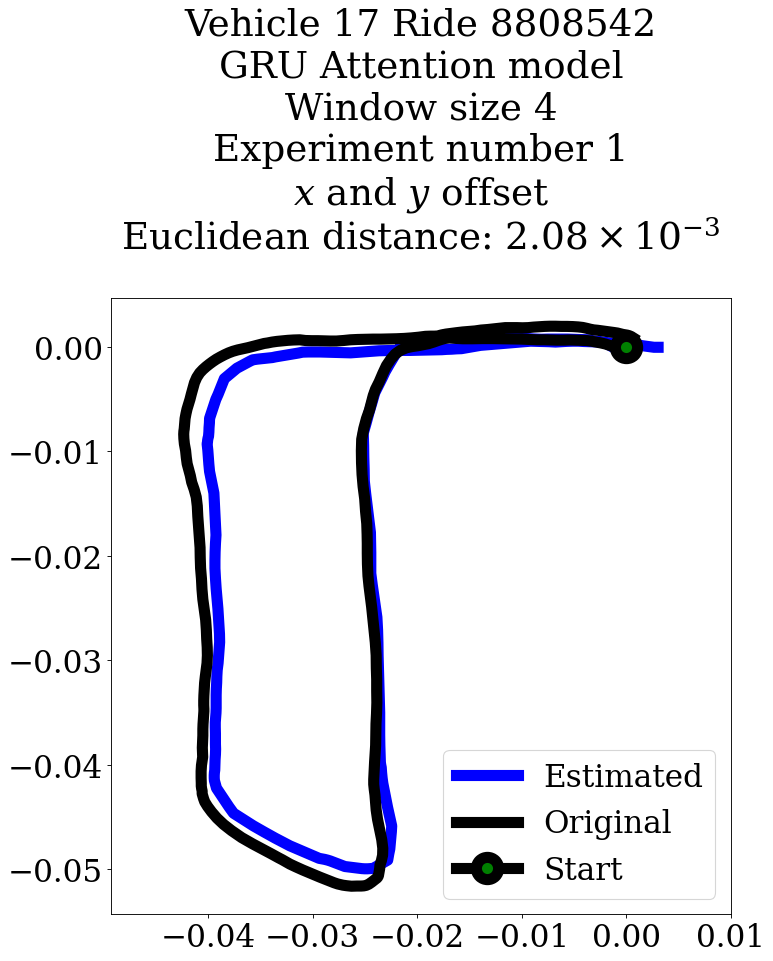 Vehicle 17 Ride 8808542
GRU Attention model
Window size 4
Experiment number 1
x and y offset
Euclidean distance: 2.08 × 10⁻³
0.00
−0.01
−0.02
−0.03
−0.04
−0.05
Estimated
Original
Start
−0.04 −0.03 −0.02 −0.01 0.00 0.01